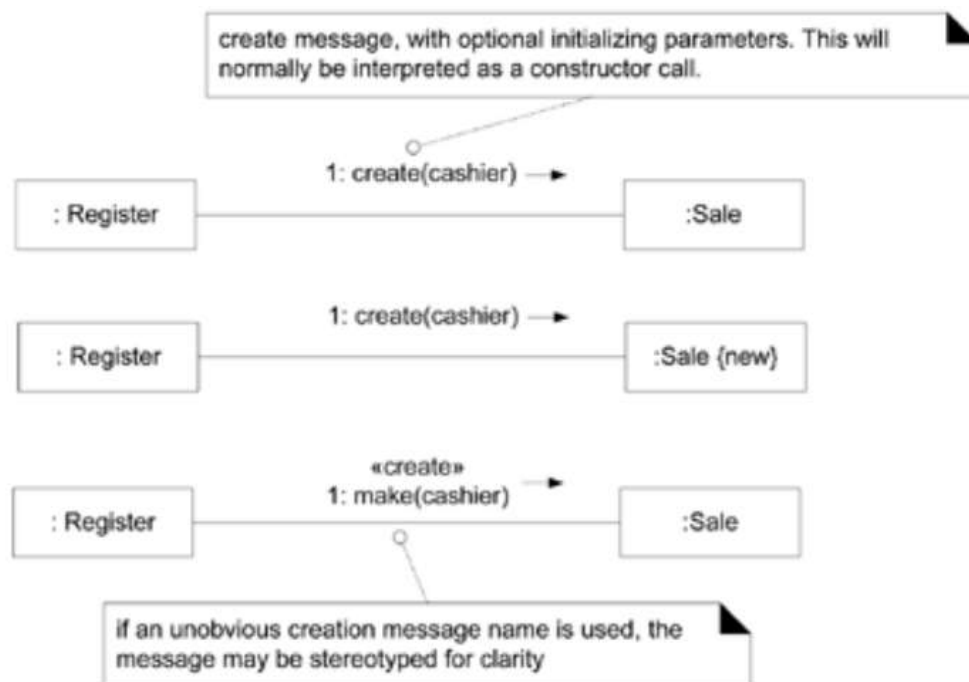 create message, with optional initializing parameters. This will
normally be interpreted as a constructor call.
1: create(cashier)
: Register
:Sale
1: create(cashier)
: Register
:Sale {new}
«create»
1: make(cashier)
: Register
:Sale
if an unobvious creation message name is used, the
message may be stereotyped for clarity